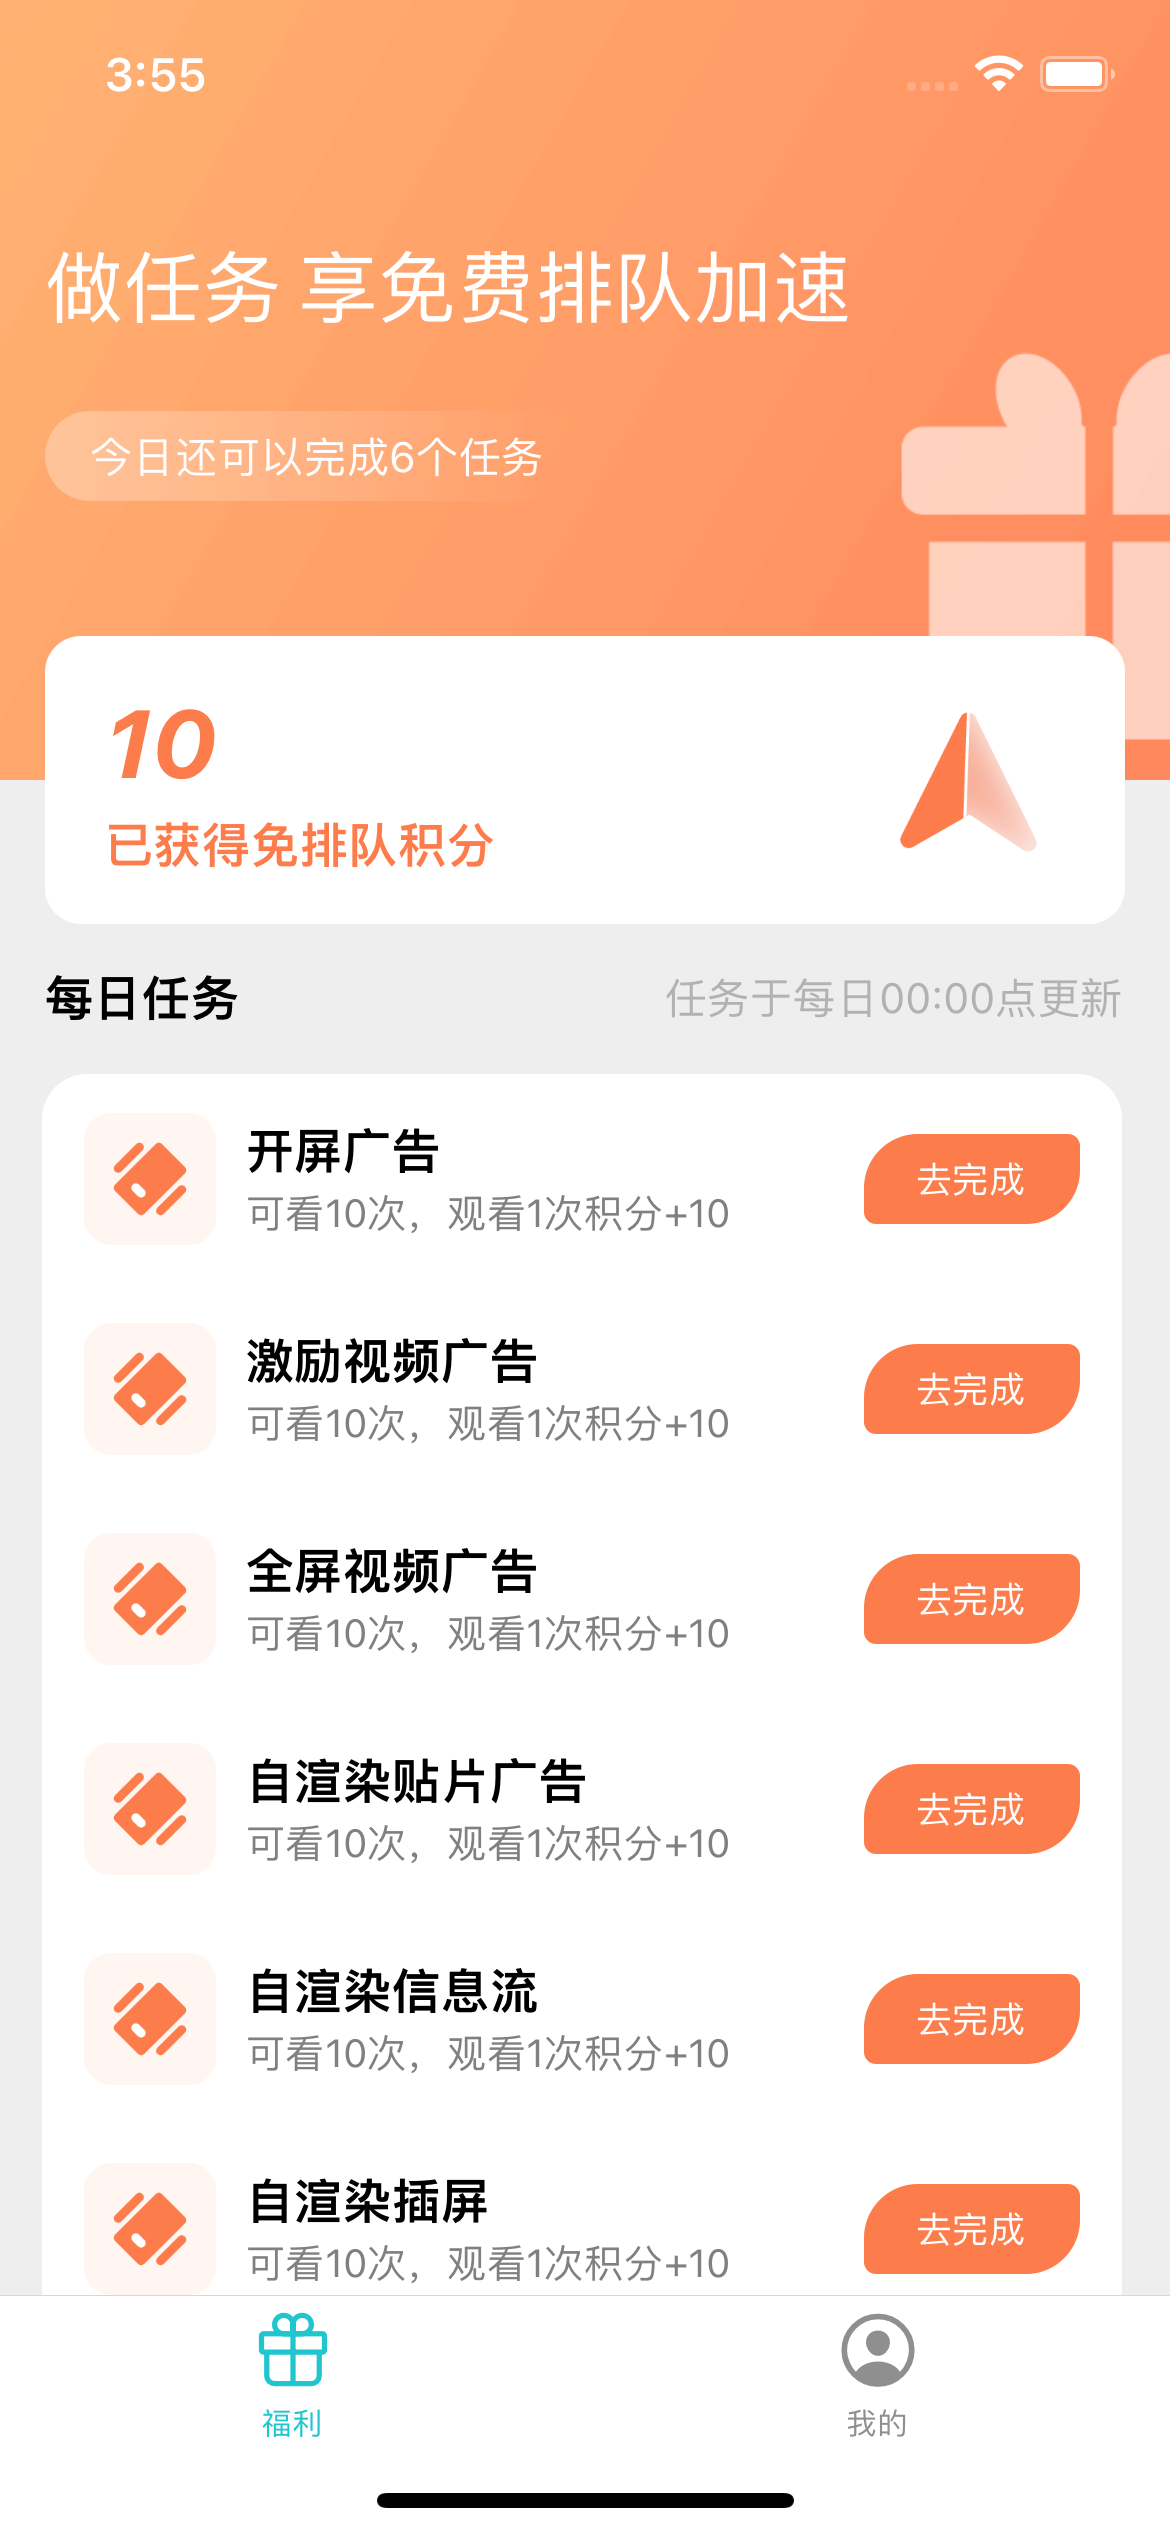 3:55
做任务 享免费排队加速
今日还可以完成6个任务
10
已获得免排队积分
每日任务
任务于每日00:00点更新
开屏广告
可看10次，观看1次积分+10
去完成
激励视频广告
可看10次，观看1次积分+10
去完成
全屏视频广告
可看10次，观看1次积分+10
去完成
自渲染贴片广告
可看10次，观看1次积分+10
去完成
自渲染信息流
可看10次，观看1次积分+10
去完成
自渲染插屏
可看10次，观看1次积分+10
去完成
福利
我的